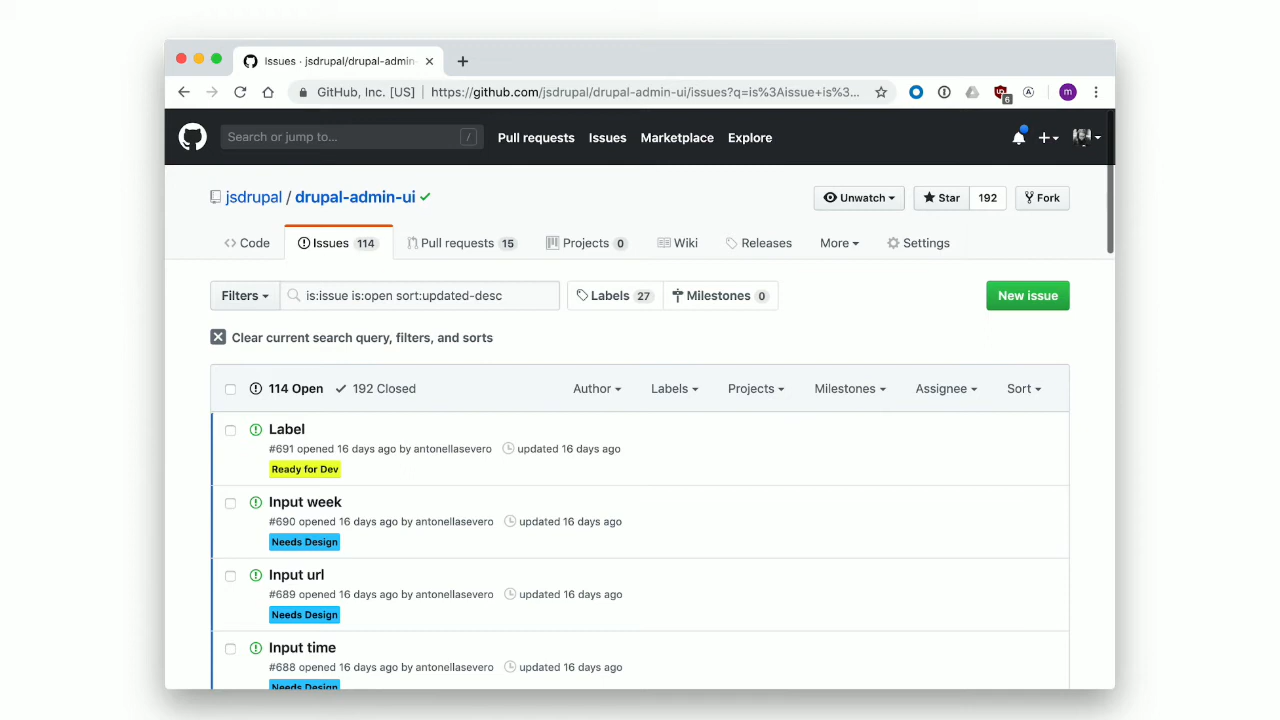 Issues · jsdrupal/drupal-admin-
GitHub, Inc. [US] https://github.com/jsdrupal/drupal-admin-ui/issues?q=is%3Aissue+is%3...
6 A m
Search or jump to... / Pull requests Issues Marketplace Explore
jsdrupal / drupal-admin-ui Unwatch Star 192 Fork
Code Issues 114 Pull requests 15 Projects 0 Wiki Releases More Settings
Filters is:issue is:open sort:updated-desc Labels 27 Milestones 0 New issue
Clear current search query, filters, and sorts
114 Open 192 Closed Author Labels Projects Milestones Assignee Sort
Label
#691 opened 16 days ago by antonellasevero updated 16 days ago
Ready for Dev
Input week
#690 opened 16 days ago by antonellasevero updated 16 days ago
Needs Design
Input url
#689 opened 16 days ago by antonellasevero updated 16 days ago
Needs Design
Input time
#688 opened 16 days ago by antonellasevero updated 16 days ago
Needs Design